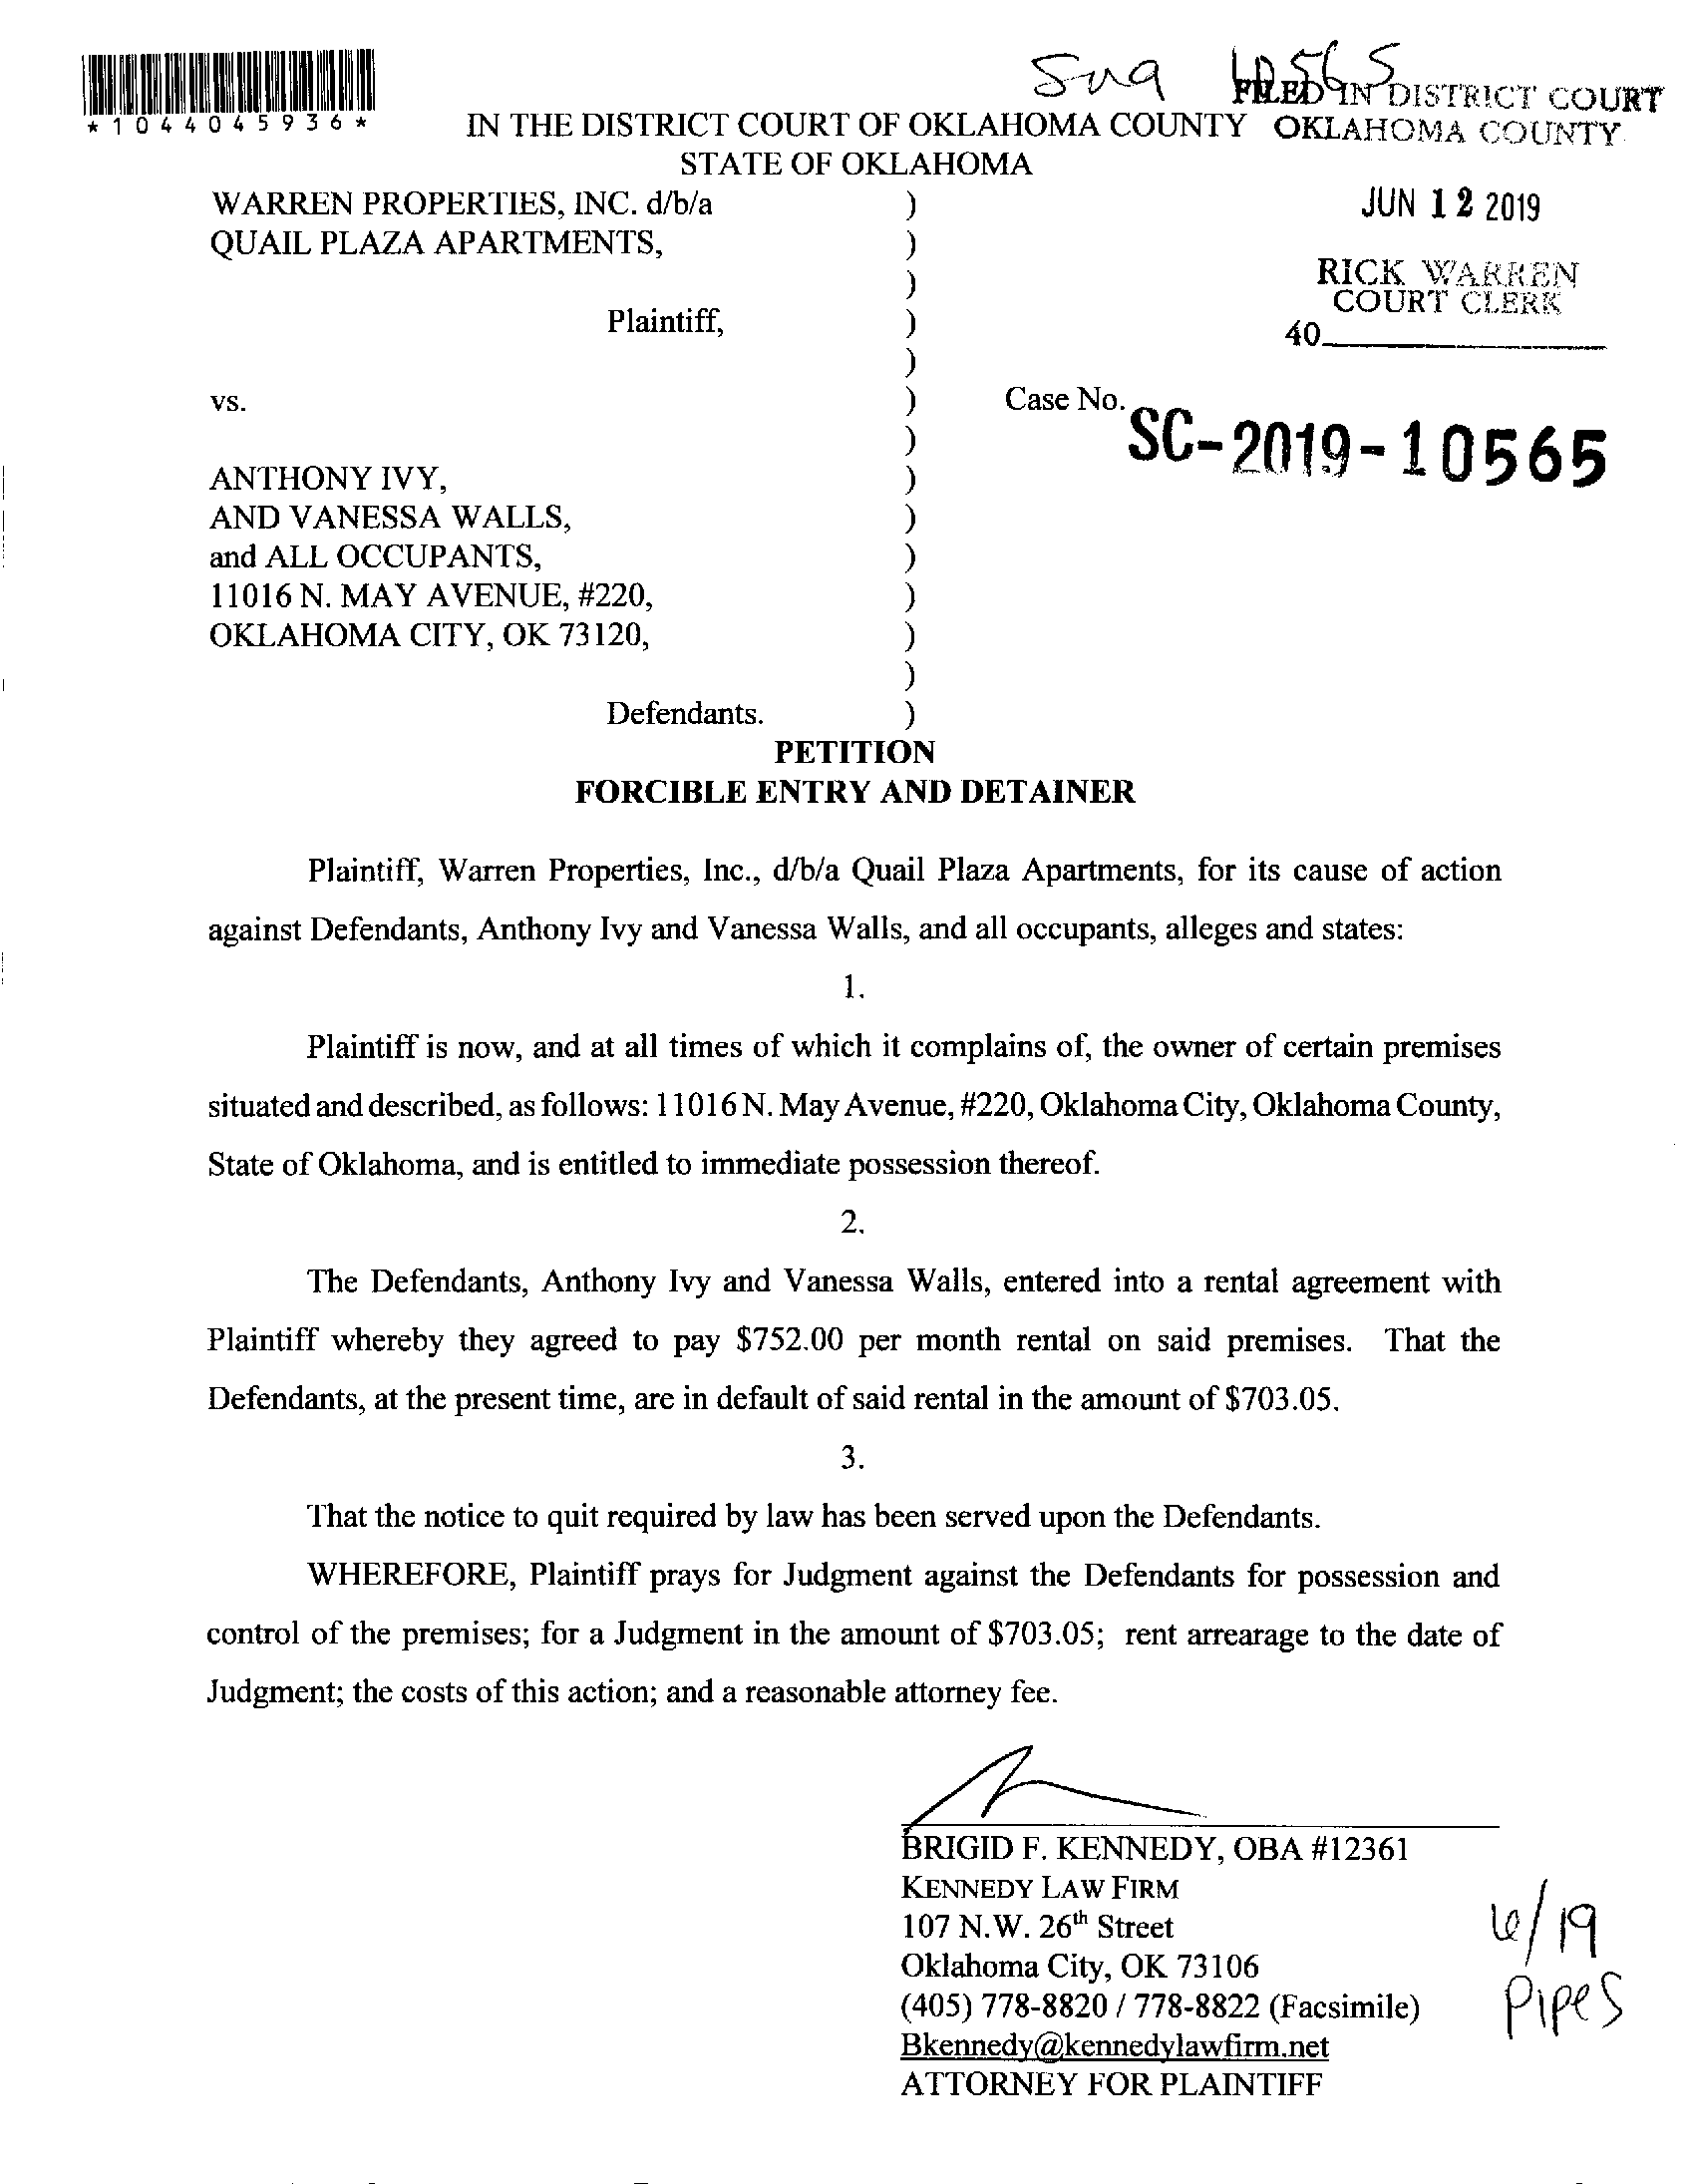 *1044045936*
10565
FILED IN DISTRICT COURT
OKLAHOMA COUNTY
IN THE DISTRICT COURT OF OKLAHOMA COUNTY
STATE OF OKLAHOMA
JUN 12 2019
RICK WARREN
COURT CLERK
40
WARREN PROPERTIES, INC. d/b/a )
QUAIL PLAZA APARTMENTS, )
)
Plaintiff, )
)
vs. ) Case No. SC-2019-10565
)
ANTHONY IVY, )
AND VANESSA WALLS, )
and ALL OCCUPANTS, )
11016 N. MAY AVENUE, #220, )
OKLAHOMA CITY, OK 73120, )
)
Defendants. )
PETITION
FORCIBLE ENTRY AND DETAINER
Plaintiff, Warren Properties, Inc., d/b/a Quail Plaza Apartments, for its cause of action
against Defendants, Anthony Ivy and Vanessa Walls, and all occupants, alleges and states:
1.
Plaintiff is now, and at all times of which it complains of, the owner of certain premises
situated and described, as follows: 11016 N. May Avenue, #220, Oklahoma City, Oklahoma County,
State of Oklahoma, and is entitled to immediate possession thereof.
2.
The Defendants, Anthony Ivy and Vanessa Walls, entered into a rental agreement with
Plaintiff whereby they agreed to pay $752.00 per month rental on said premises. That the
Defendants, at the present time, are in default of said rental in the amount of $703.05.
3.
That the notice to quit required by law has been served upon the Defendants.
WHEREFORE, Plaintiff prays for Judgment against the Defendants for possession and
control of the premises; for a Judgment in the amount of $703.05; rent arrearage to the date of
Judgment; the costs of this action; and a reasonable attorney fee.
BRIGID F. KENNEDY, OBA #12361
KENNEDY LAW FIRM
107 N.W. 26th Street
Oklahoma City, OK 73106
(405) 778-8820 / 778-8822 (Facsimile)
Bkennedy@kennedylawfirm.net
ATTORNEY FOR PLAINTIFF
6/19
Pipes